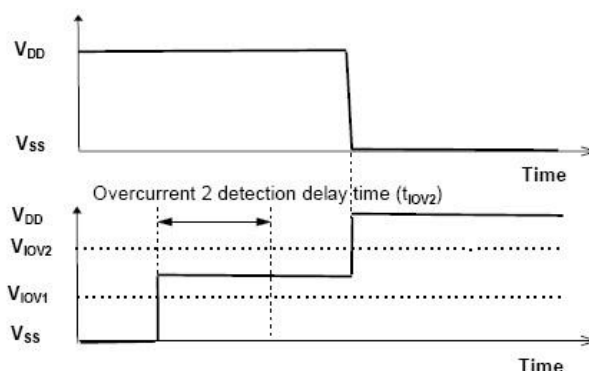 VDD
VSS
Time
Overcurrent 2 detection delay time (tIOV2)
VDD
VIOV2
VIOV1
VSS
Time